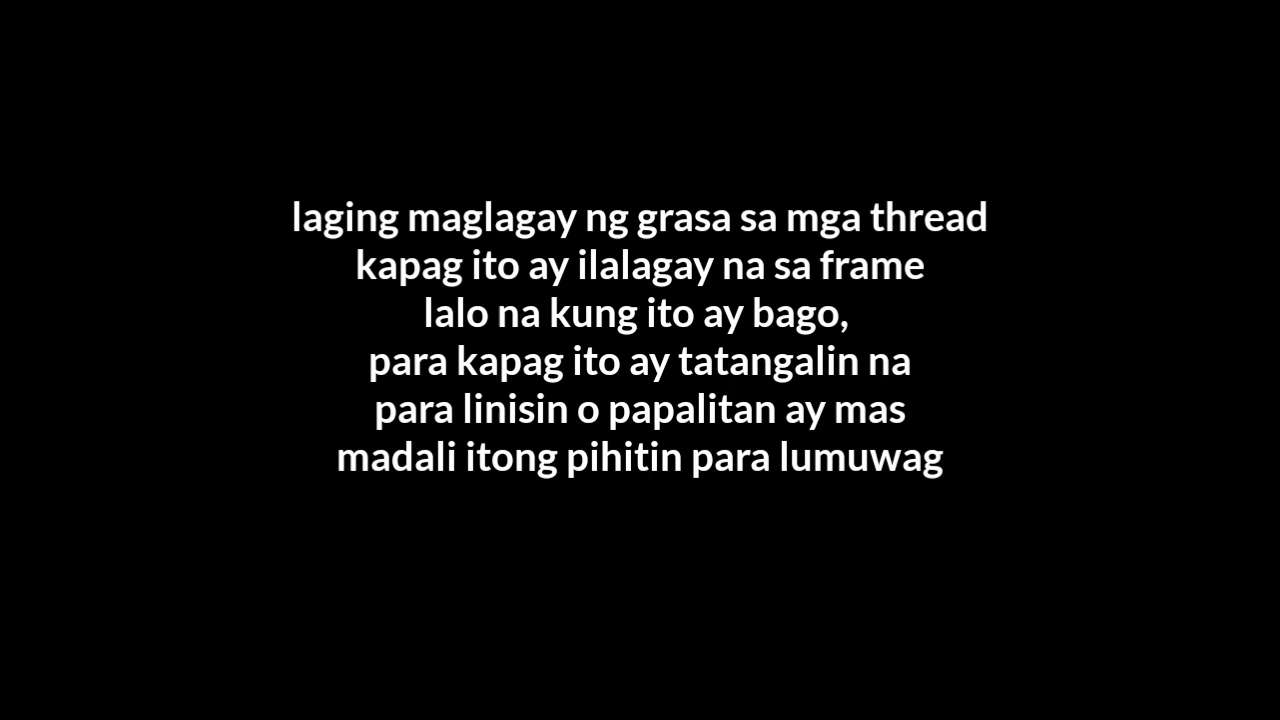 laging maglagay ng grasa sa mga thread
kapag ito ay ilalagay na sa frame
lalo na kung ito ay bago,
para kapag ito ay tatangalin na
para linisin o papalitan ay mas
madali itong pihitin para lumuwag